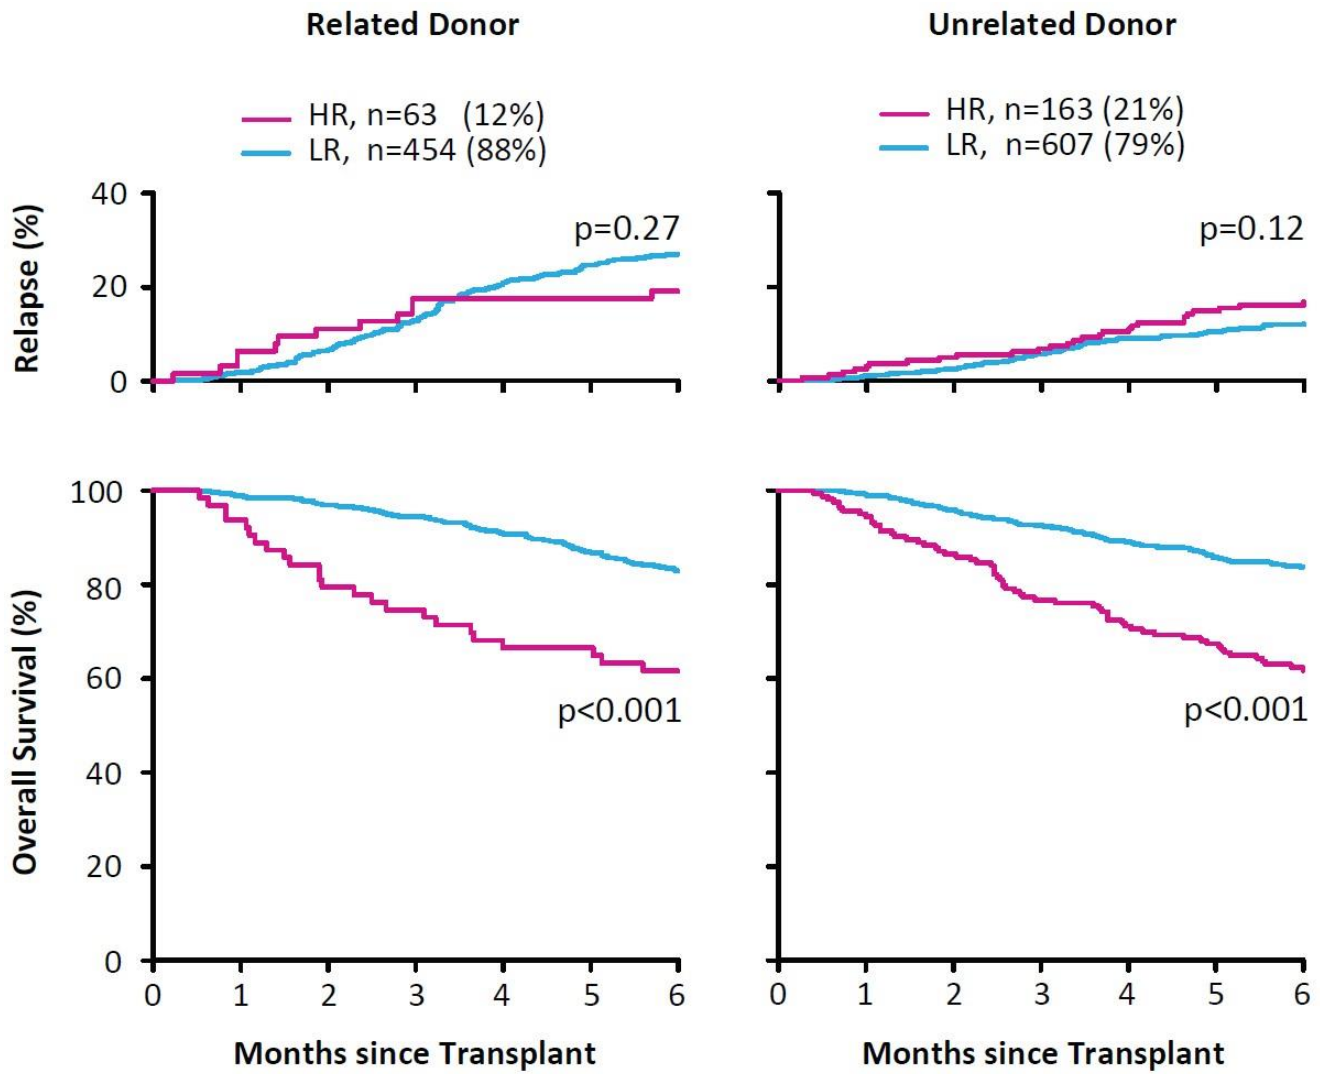 Related Donor
Unrelated Donor
HR, n=63 (12%)
LR, n=454 (88%)
HR, n=163 (21%)
LR, n=607 (79%)
Relapse (%)
40
20
0
p=0.27
p=0.12
Overall Survival (%)
100
80
60
40
20
0
p<0.001
p<0.001
0 1 2 3 4 5 6
0 1 2 3 4 5 6
Months since Transplant
Months since Transplant